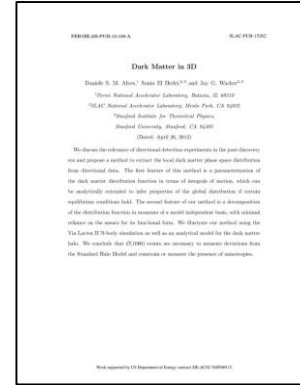 FERMILAB-PUB-12-108-A SLAC-PUB-15202
Dark Matter in 3D
Daniele S. M. Alves, Sonia El Hedri, and Jay G. Wacker
Fermi National Accelerator Laboratory, Batavia, IL 60510
SLAC National Accelerator Laboratory, Menlo Park, CA 94025
Stanford Institute for Theoretical Physics,
Stanford University, Stanford, CA 94305
(Dated: April 26, 2012)
We discuss the relevance of directional detection experiments in the post-discovery
era and propose a method to extract the local dark matter phase space distribution
from directional data. The first feature of this method is a parameterization of
the dark matter distribution function in terms of integrals of motion, which can
be analytically extended to infer properties of the global distribution if certain
equilibrium conditions hold. The second feature of our method is a decomposition
of the distribution function in moments of a model independent basis, with minimal
reliance on the ansatz for its functional form. We illustrate our method using the
Via Lactea II N-body simulation as well as an analytical model for the dark matter
halo. We conclude that O(1000) events are necessary to measure deviations from
the Standard Halo Model and constrain or measure the presence of anisotropies.
Work supported by US Department of Energy contract DE-AC02-76SF00515.